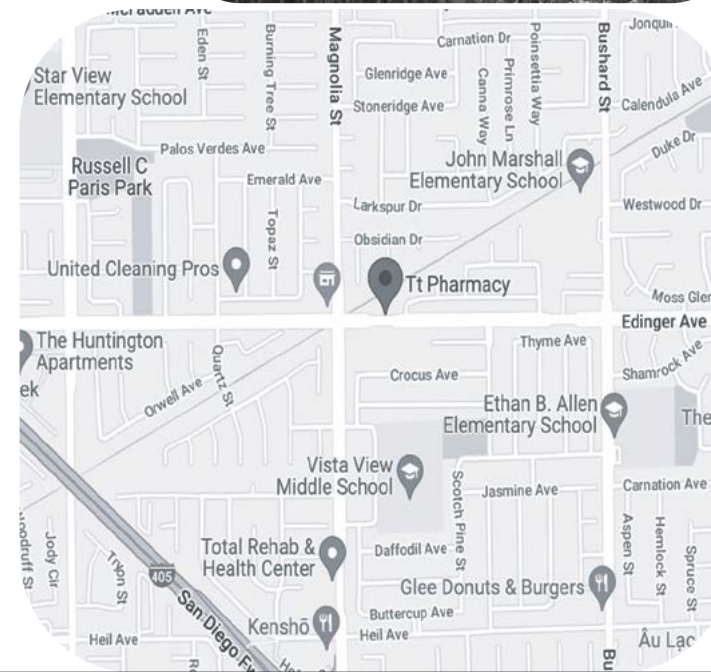 McFadden Ave
Eden St
Burning Tree St
Magnolia St
Carnation Dr
Poinsettia Way
Bushard St
Star View
Elementary School
Glenridge Ave
Stoneridge Ave
Canna Way
Primrose Ln
Calendula Ave
Palos Verdes Ave
Russell C
Paris Park
Emerald Ave
John Marshall
Elementary School
Duke Dr
Larkspur Dr
Westwood Dr
Topaz St
Obsidian Dr
United Cleaning Pros
Tt Pharmacy
Moss Glen
Edinger Ave
The Huntington
Apartments
ek
Quartz St
Orwell Ave
Thyme Ave
Crocus Ave
Shamrock Ave
Ethan B. Allen
Elementary School
The
Vista View
Middle School
Scotch Pine St
Jasmine Ave
Carnation Ave
Jody Cir
Total Rehab &
Health Center
Daffodil Ave
Aspen St
Hemlock St
Spruce St
405
San Diego Fw
Glee Donuts & Burgers
Kenshō
Buttercup Ave
Heil Ave
Heil Ave
Bu
Âu Lạc